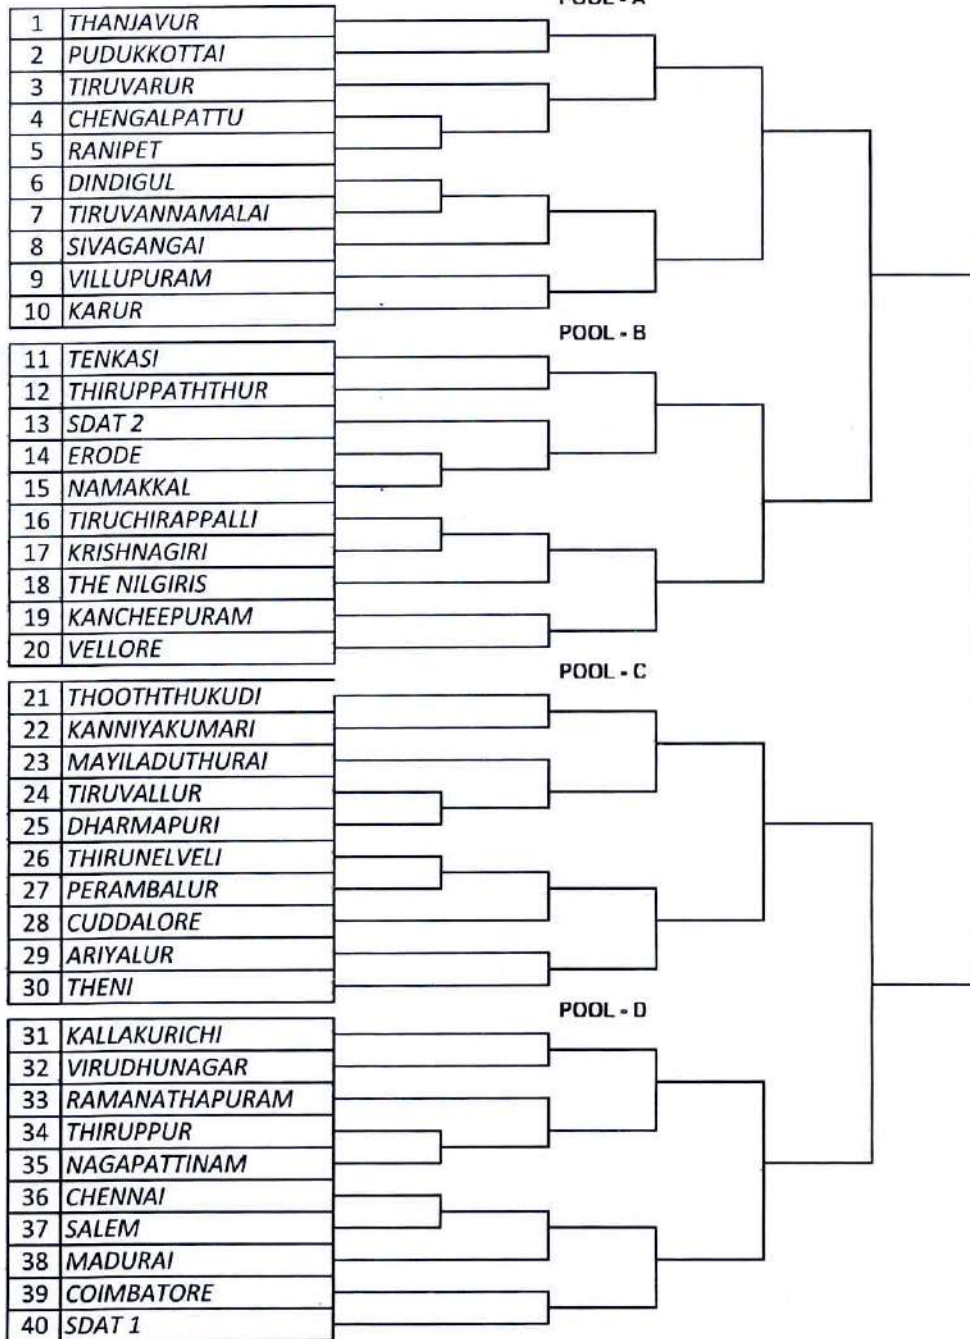 POOL - A
1 THANJAVUR
2 PUDUKKOTTAI
3 TIRUVARUR
4 CHENGALPATTU
5 RANIPET
6 DINDIGUL
7 TIRUVANNAMALAI
8 SIVAGANGAI
9 VILLUPURAM
10 KARUR
POOL - B
11 TENKASI
12 THIRUPPATHTHUR
13 SDAT 2
14 ERODE
15 NAMAKKAL
16 TIRUCHIRAPPALLI
17 KRISHNAGIRI
18 THE NILGIRIS
19 KANCHEEPURAM
20 VELLORE
POOL - C
21 THOOTHTHUKUDI
22 KANNIYAKUMARI
23 MAYILADUTHURAI
24 TIRUVALLUR
25 DHARMAPURI
26 THIRUNELVELI
27 PERAMBALUR
28 CUDDALORE
29 ARIYALUR
30 THENI
POOL - D
31 KALLAKURICHI
32 VIRUDHUNAGAR
33 RAMANATHAPURAM
34 THIRUPPUR
35 NAGAPATTINAM
36 CHENNAI
37 SALEM
38 MADURAI
39 COIMBATORE
40 SDAT 1